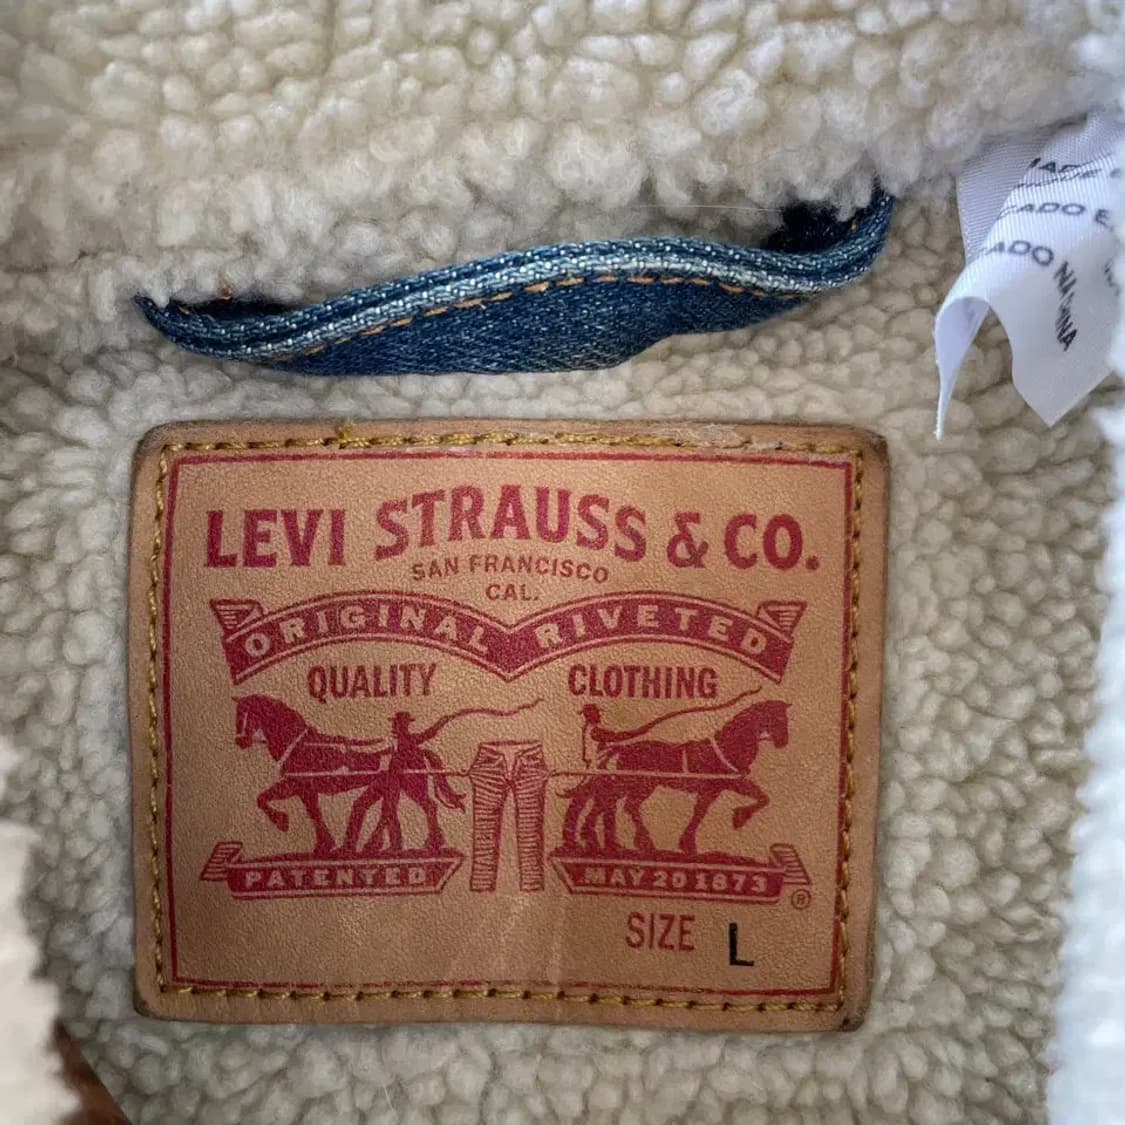 LEVI STRAUSS & CO.
SAN FRANCISCO
CAL.
ORIGINAL RIVETED
QUALITY CLOTHING
PATENTED MAY 20 1873
®
SIZE L